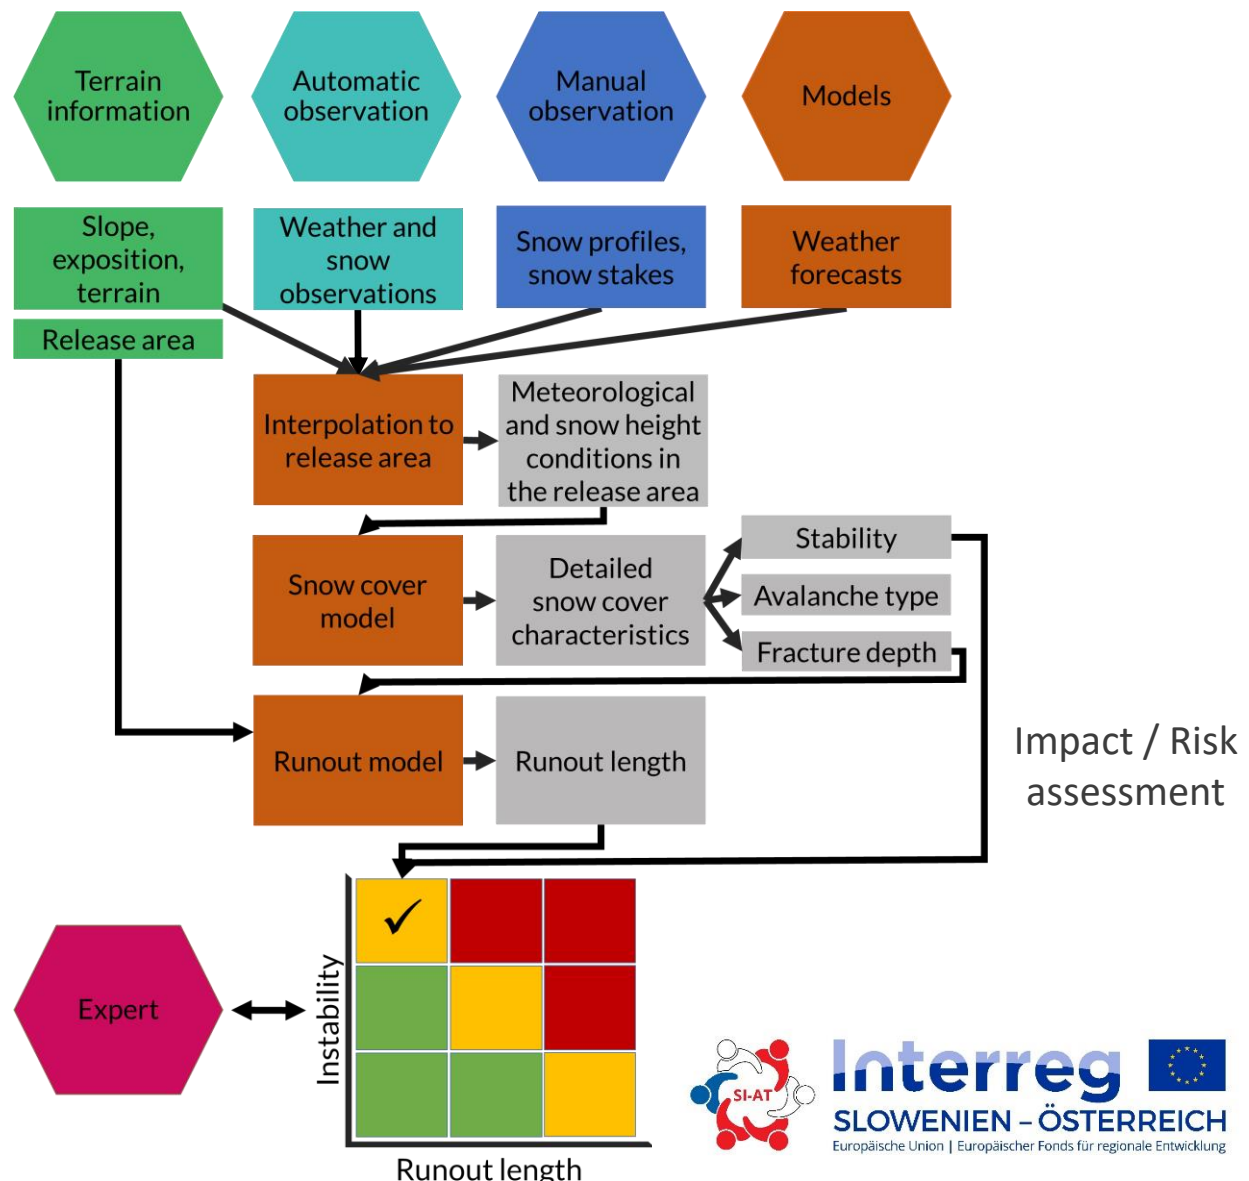 Terrain
information
Automatic
observation
Manual
observation
Models
Slope,
exposition,
terrain
Weather and
snow
observations
Snow profiles,
snow stakes
Weather
forecasts
Release area
Interpolation to
release area
Meteorological
and snow height
conditions in
the release area
Snow cover
model
Detailed
snow cover
characteristics
Stability
Avalanche type
Fracture depth
Runout model
Runout length
Impact / Risk
assessment
Expert
Instability
Runout length
SI-AT
Interreg
SLOWENIEN – ÖSTERREICH
Europäische Union | Europäischer Fonds für regionale Entwicklung